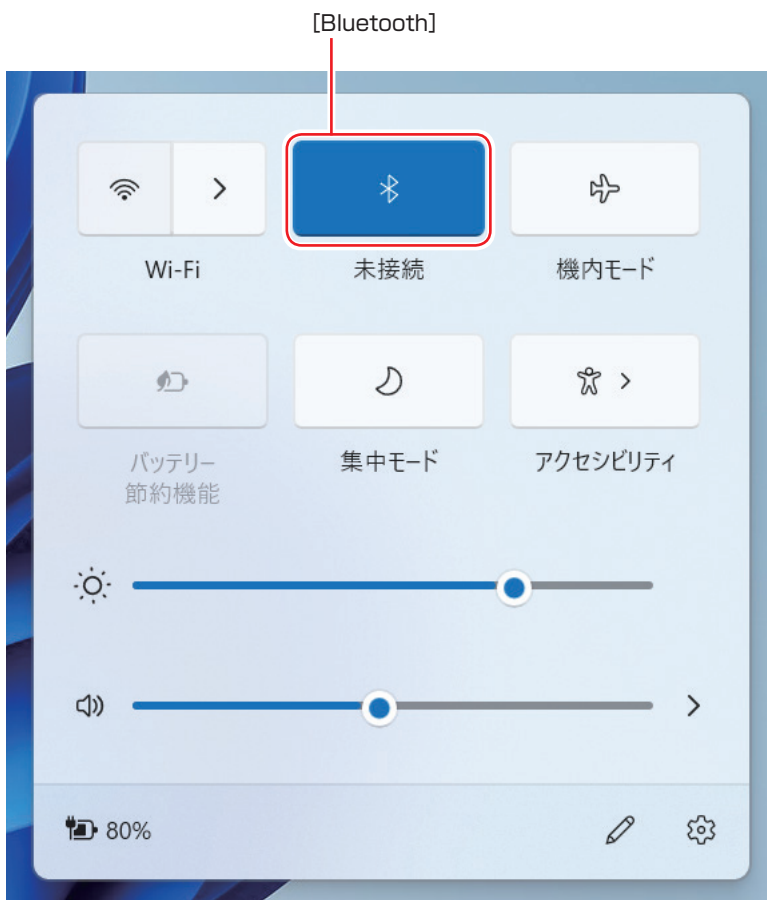 [Bluetooth]
Wi-Fi
未接続
機内モード
バッテリー
節約機能
集中モード
アクセシビリティ
80%